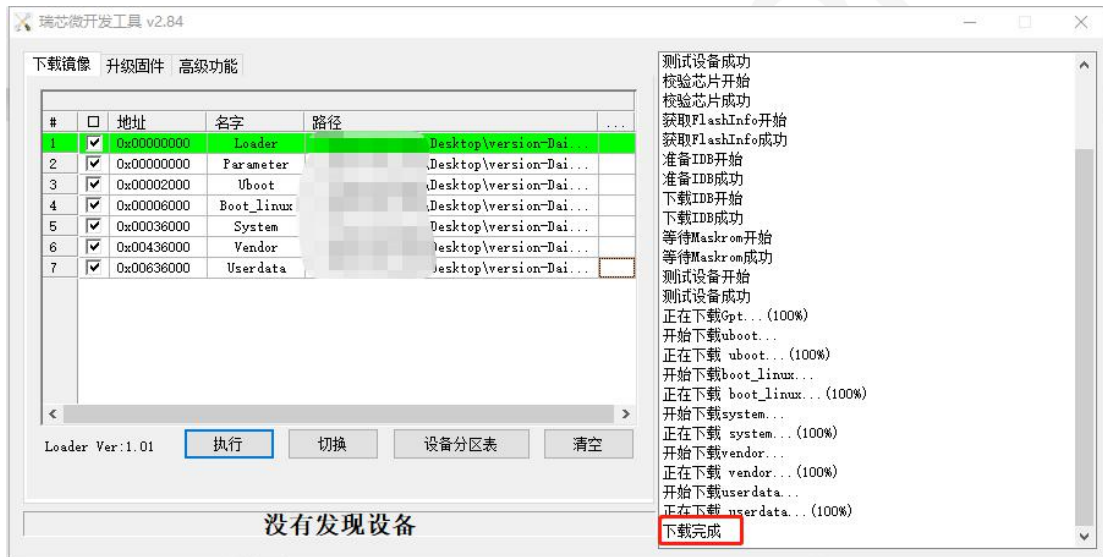 瑞芯微开发工具 v2.84
下载镜像 升级固件 高级功能
# 地址 名字 路径 ...
1 0x00000000 Loader Desktop\version-Dai...
2 0x00000000 Parameter \Desktop\version-Dai...
3 0x00002000 Uboot \Desktop\version-Dai...
4 0x00006000 Boot_linux Desktop\version-Dai...
5 0x00036000 System Desktop\version-Dai...
6 0x00436000 Vendor Desktop\version-Dai...
7 0x00636000 Userdata Desktop\version-Dai...
Loader Ver:1.01 执行 切换 设备分区表 清空
没有发现设备
测试设备成功
校验芯片开始
校验芯片成功
获取FlashInfo开始
获取FlashInfo成功
准备IDB开始
准备IDB成功
下载IDB开始
下载IDB成功
等待Maskrom开始
等待Maskrom成功
测试设备开始
测试设备成功
正在下载Gpt...(100%)
开始下载uboot...
正在下载 uboot...(100%)
开始下载boot_linux...
正在下载 boot_linux...(100%)
开始下载system...
正在下载 system...(100%)
开始下载vendor...
正在下载 vendor...(100%)
开始下载userdata...
正在下载 userdata...(100%)
下载完成